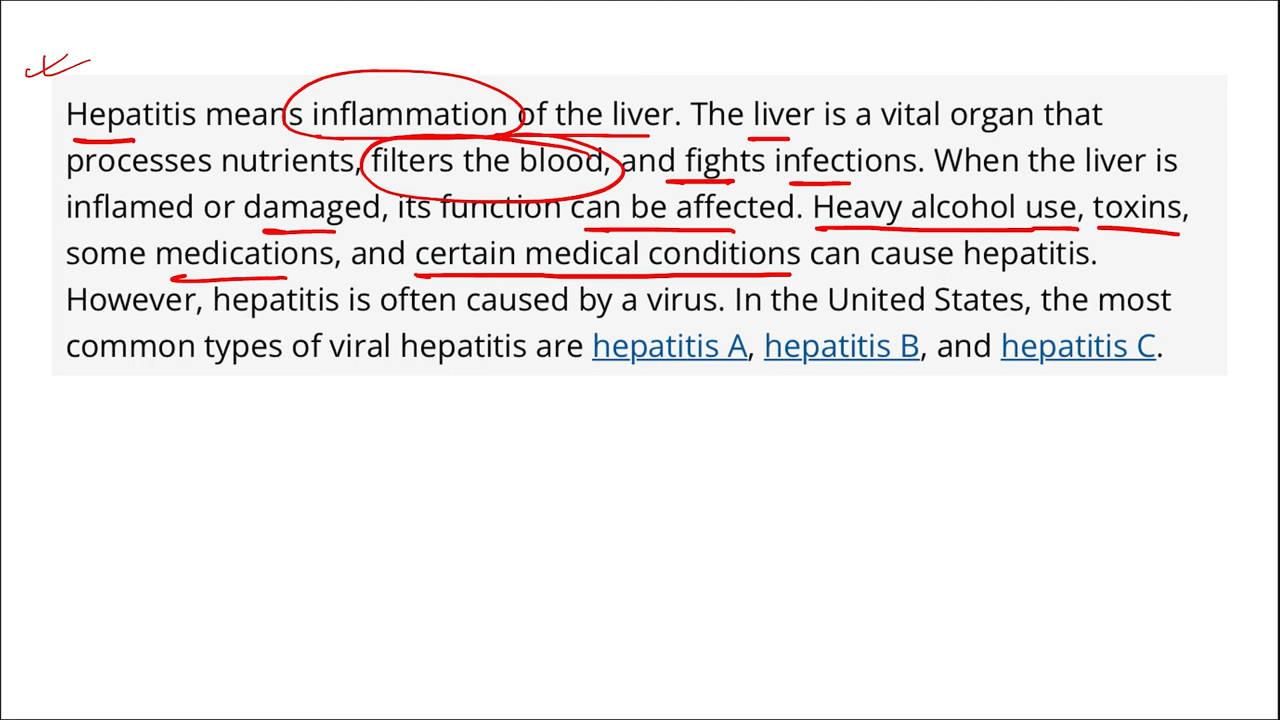 Hepatitis means inflammation of the liver. The liver is a vital organ that
processes nutrients, filters the blood, and fights infections. When the liver is
inflamed or damaged, its function can be affected. Heavy alcohol use, toxins,
some medications, and certain medical conditions can cause hepatitis.
However, hepatitis is often caused by a virus. In the United States, the most
common types of viral hepatitis are hepatitis A, hepatitis B, and hepatitis C.